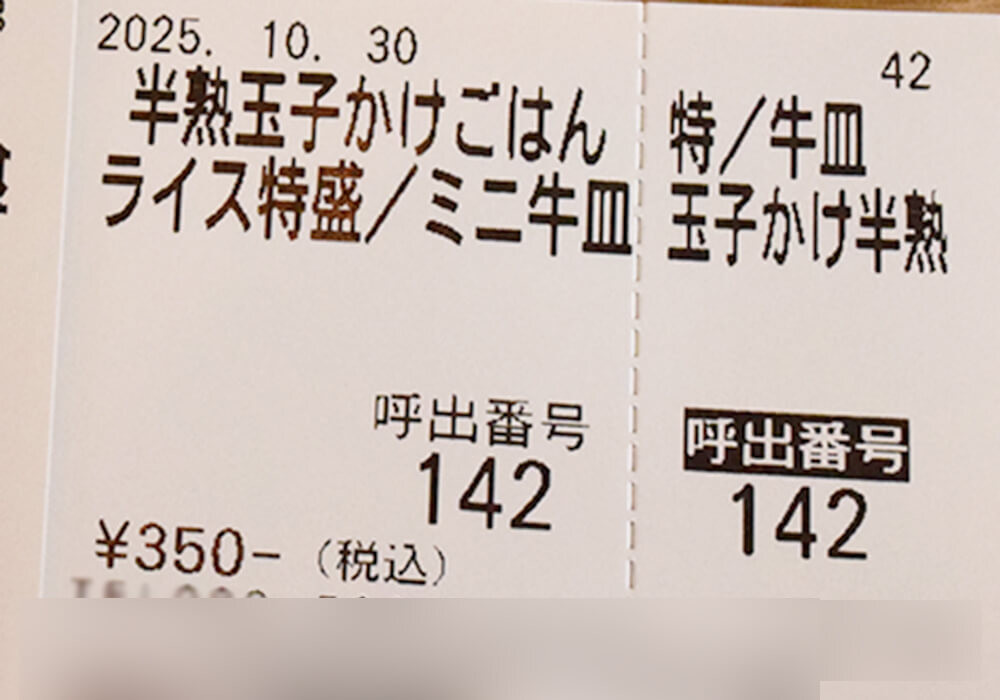 2025. 10. 30
半熟玉子かけごはん
ライス特盛／ミニ牛皿
呼出番号
142
¥350-（税込）
42
特／牛皿
玉子かけ半熟
呼出番号
142